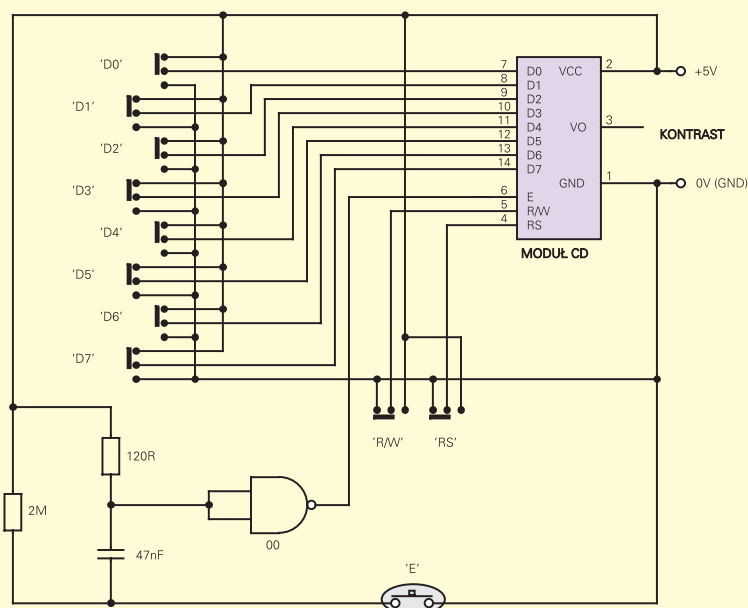 'D0'
'D1'
'D2'
'D3'
'D4'
'D5'
'D6'
'D7'
7 D0 VCC 2 +5V
8 D1
9 D2
10 D3
11 D4 VO 3 KONTRAST
12 D5
13 D6
14 D7 GND 1 0V (GND)
6 E
5 R/W
4 RS
MODUŁ CD
'R/W' 'RS'
120R
2M
47nF
00
'E'